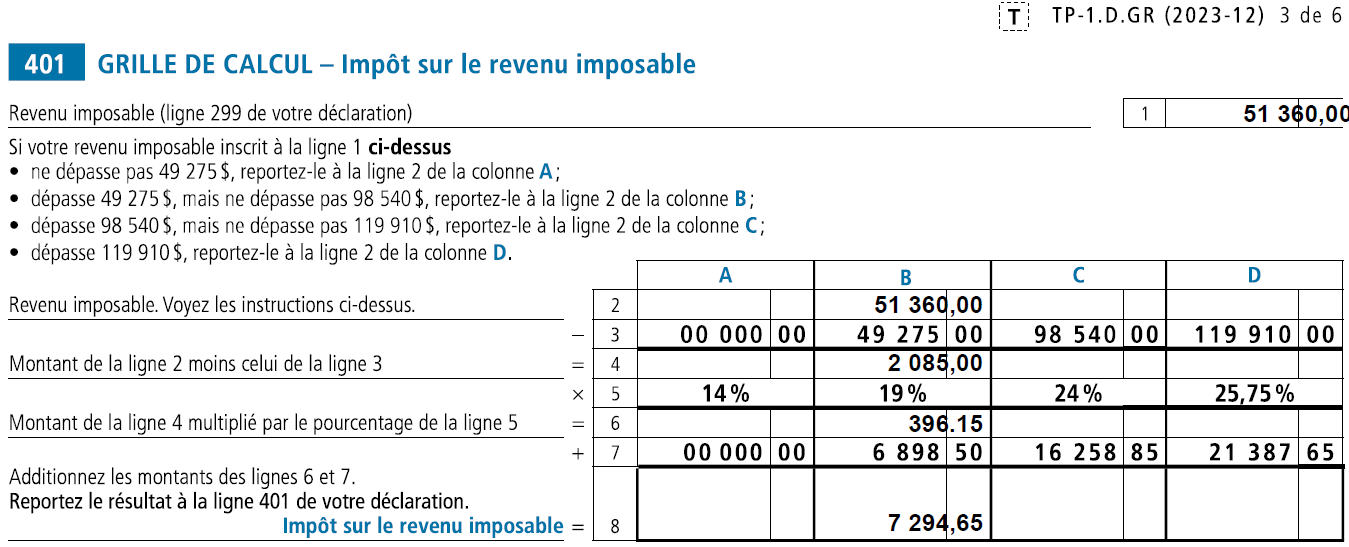 T TP-1.D.GR (2023-12) 3 de 6
401 GRILLE DE CALCUL – Impôt sur le revenu imposable
Revenu imposable (ligne 299 de votre déclaration) 1 51 360,00
Si votre revenu imposable inscrit à la ligne 1 ci-dessus
• ne dépasse pas 49 275 $, reportez-le à la ligne 2 de la colonne A ;
• dépasse 49 275 $, mais ne dépasse pas 98 540 $, reportez-le à la ligne 2 de la colonne B ;
• dépasse 98 540 $, mais ne dépasse pas 119 910 $, reportez-le à la ligne 2 de la colonne C ;
• dépasse 119 910 $, reportez-le à la ligne 2 de la colonne D.
A B C D
Revenu imposable. Voyez les instructions ci-dessus. 2 51 360,00
– 3 00 000 00 49 275 00 98 540 00 119 910 00
Montant de la ligne 2 moins celui de la ligne 3 = 4 2 085,00
× 5 14 % 19 % 24 % 25,75 %
Montant de la ligne 4 multiplié par le pourcentage de la ligne 5 = 6 396.15
+ 7 00 000 00 6 898 50 16 258 85 21 387 65
Additionnez les montants des lignes 6 et 7.
Reportez le résultat à la ligne 401 de votre déclaration.
Impôt sur le revenu imposable = 8 7 294,65